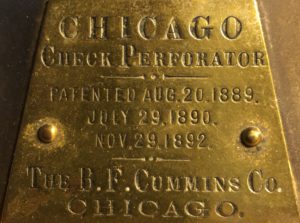 CHICAGO
CHECK PERFORATOR
PATENTED AUG.20.1889.
JULY 29.1890.
NOV.29.1892.
THE B.F. CUMMINS CO.
CHICAGO.